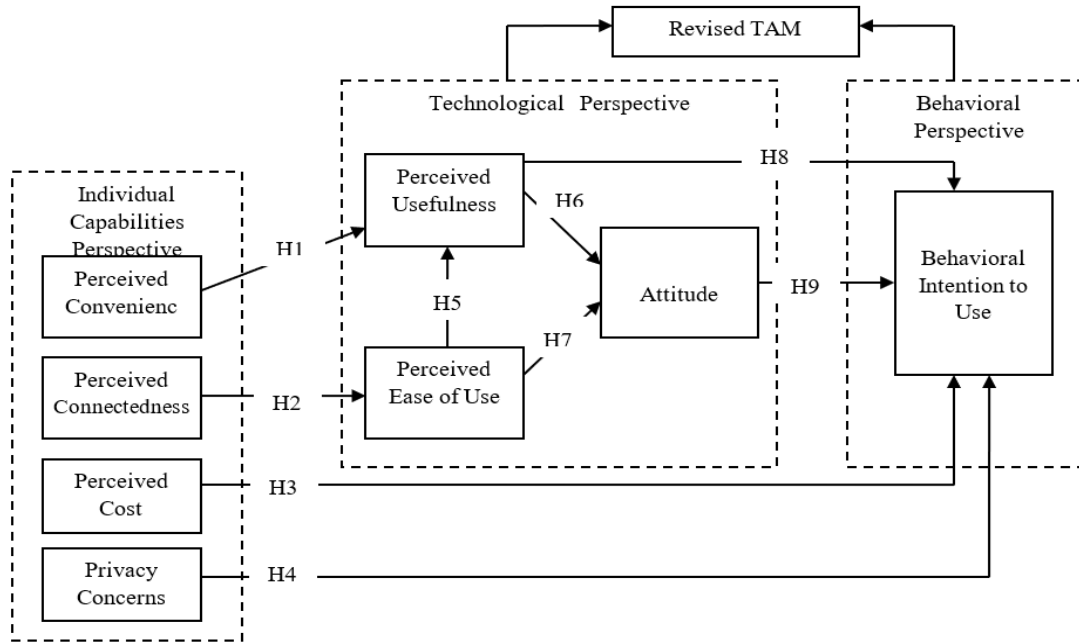 Revised TAM
Technological Perspective
Behavioral
Perspective
Individual
Capabilities
Perspective
Perceived
Convenienc
Perceived
Connectedness
Perceived
Cost
Privacy
Concerns
H1
H2
H3
H4
Perceived
Usefulness
H5
Perceived
Ease of Use
H6
H7
Attitude
H8
H9
Behavioral
Intention to
Use